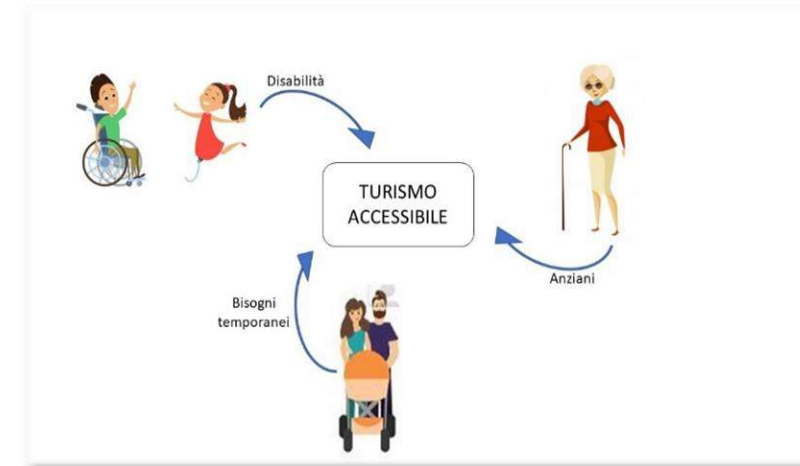 Disabilità
TURISMO
ACCESSIBILE
Anziani
Bisogni
temporanei